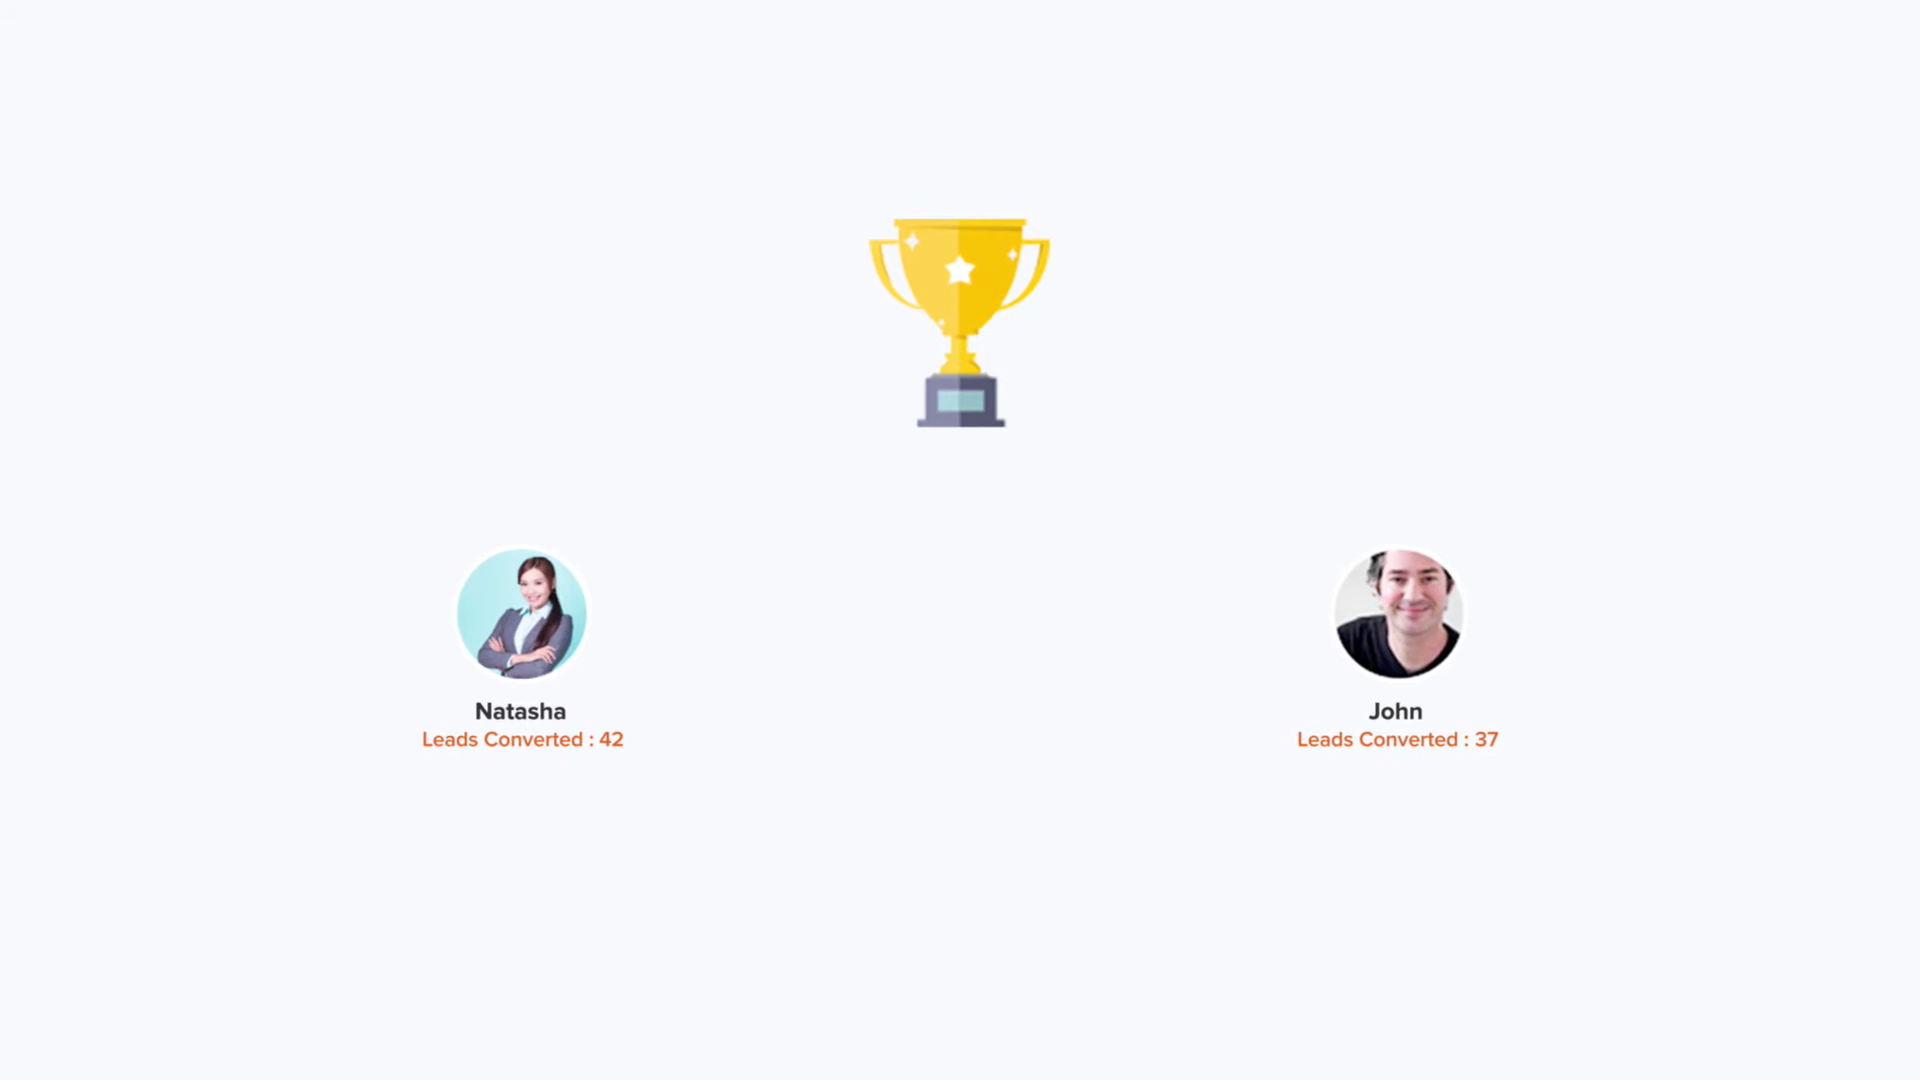 Natasha
Leads Converted : 42
John
Leads Converted : 37